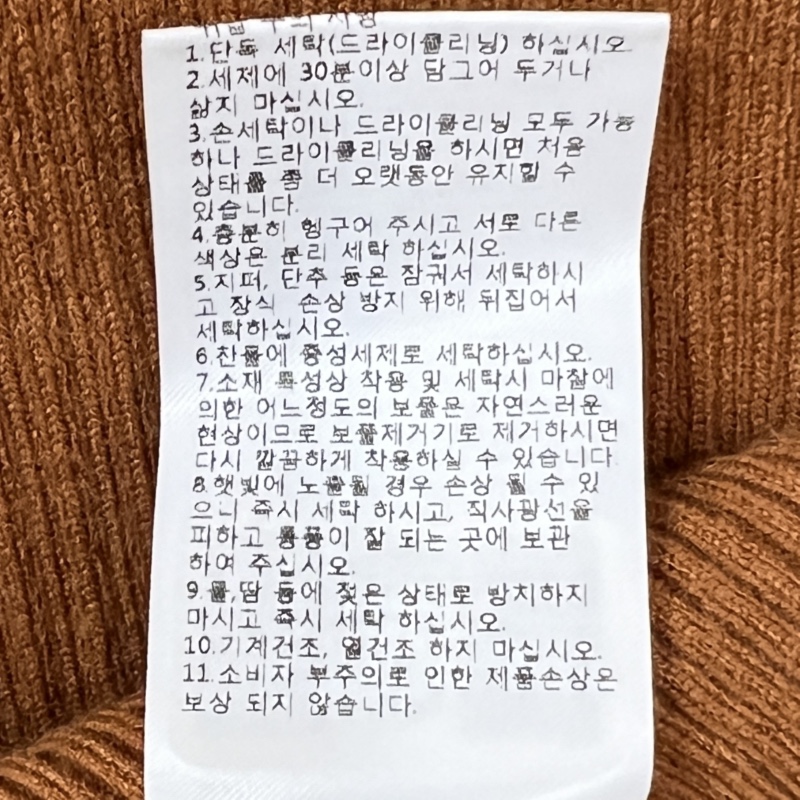 취급 주의 사항
1.단독 세탁(드라이클리닝) 하십시오
2.세제에 30분이상 담그어 두거나
삶지 마십시오.
3.손세탁이나 드라이클리닝 모두 가능
하나 드라이클리닝을 하시면 처음
상태를 좀 더 오랫동안 유지할 수
있습니다.
4.충분히 헹구어 주시고 서로 다른
색상은 분리 세탁 하십시오.
5.지퍼, 단추 등은 잠궈서 세탁하시
고 장식 손상 방지 위해 뒤집어서
세탁하십시오.
6.찬물에 중성세제로 세탁하십시오.
7.소재 특성상 착용 및 세탁시 마찰에
의한 어느정도의 보풀은 자연스러운
현상이므로 보풀제거기로 제거하시면
다시 깔끔하게 착용하실 수 있습니다.
8.햇빛에 노출될 경우 손상 될 수 있
으니 즉시 세탁 하시고, 직사광선을
피하고 통풍이 잘 되는 곳에 보관
하여 주십시오.
9.물,땀 등에 젖은 상태로 방치하지
마시고 즉시 세탁 하십시오.
10.기계건조, 열건조 하지 마십시오.
11.소비자 부주의로 인한 제품손상은
보상 되지 않습니다.